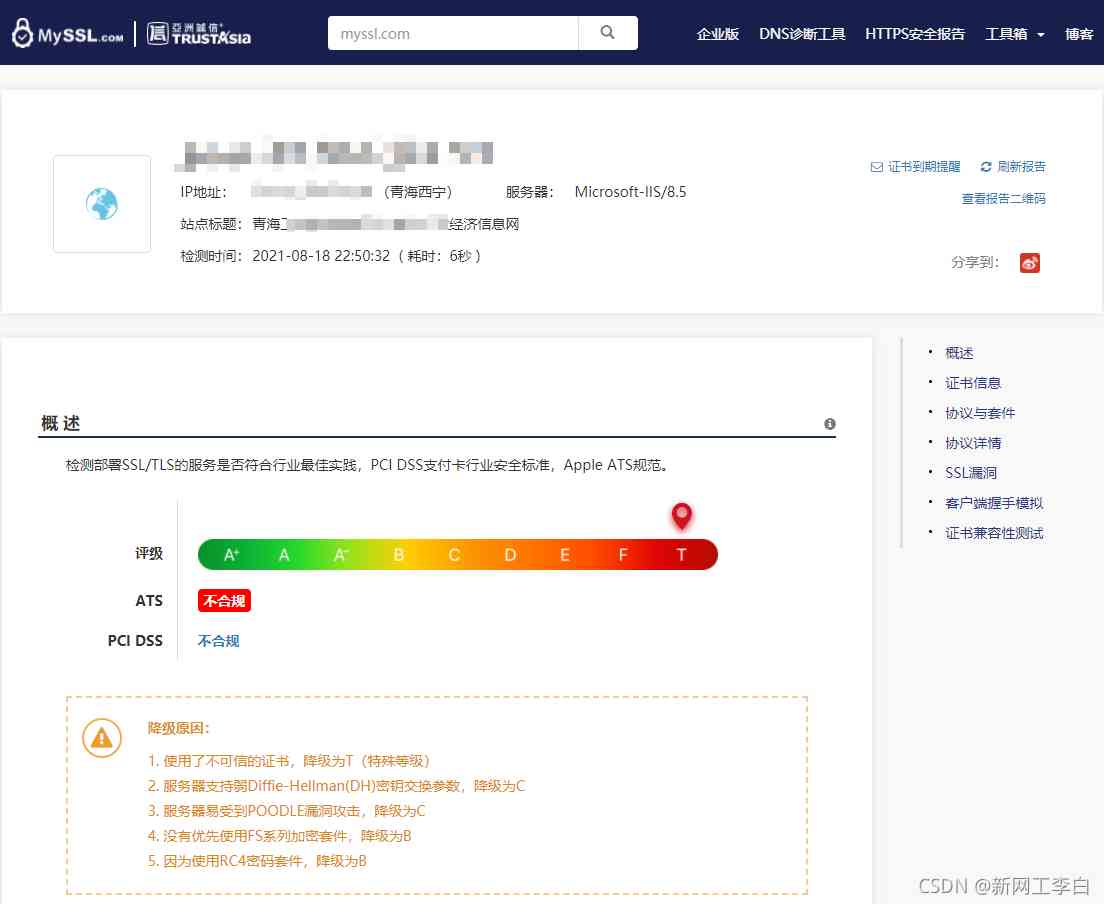 MySSL.COM 亞洲誠信 TRUSTASIA myssl.com 企业版 DNS诊断工具 HTTPS安全报告 工具箱 博客
证书到期提醒 刷新报告
IP地址： （青海西宁） 服务器： Microsoft-IIS/8.5
查看报告二维码
站点标题： 青海 经济信息网
检测时间： 2021-08-18 22:50:32（ 耗时：6秒 ）
分享到：
概 述
检测部署SSL/TLS的服务是否符合行业最佳实践，PCI DSS支付卡行业安全标准，Apple ATS规范。
评级 A+ A A- B C D E F T
ATS 不合规
PCI DSS 不合规
降级原因：
1. 使用了不可信的证书，降级为T（特殊等级）
2. 服务器支持弱Diffie-Hellman(DH)密钥交换参数，降级为C
3. 服务器易受到POODLE漏洞攻击，降级为C
4. 没有优先使用FS系列加密套件，降级为B
5. 因为使用RC4密码套件，降级为B
• 概述
• 证书信息
• 协议与套件
• 协议详情
• SSL漏洞
• 客户端握手模拟
• 证书兼容性测试
CSDN @新网工李白